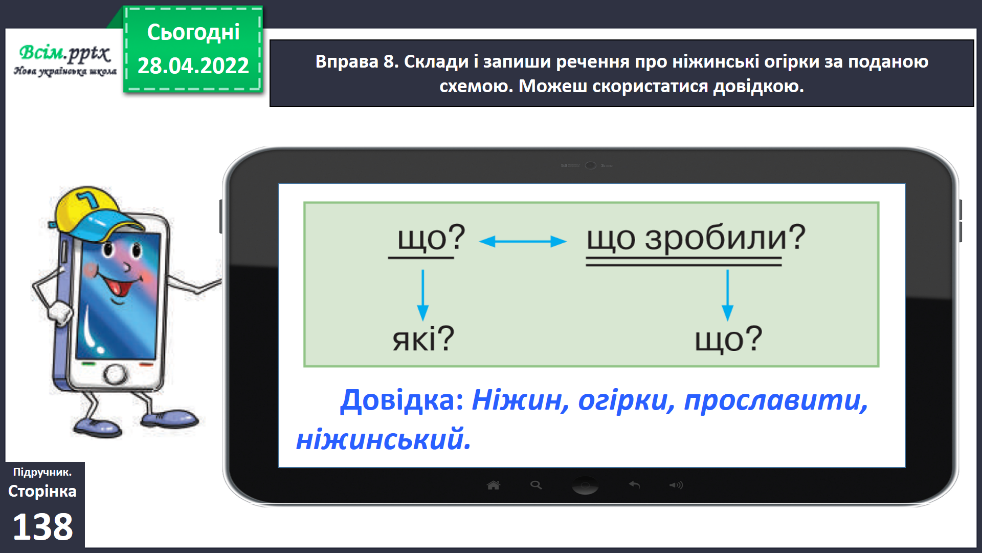 Всім.pptx
Нова українська школа
Сьогодні
28.04.2022
Вправа 8. Склади і запиши речення про ніжинські огірки за поданою
схемою. Можеш скористатися довідкою.
що? що зробили?
які? що?
Довідка: Ніжин, огірки, прославити,
ніжинський.
Підручник.
Сторінка
138